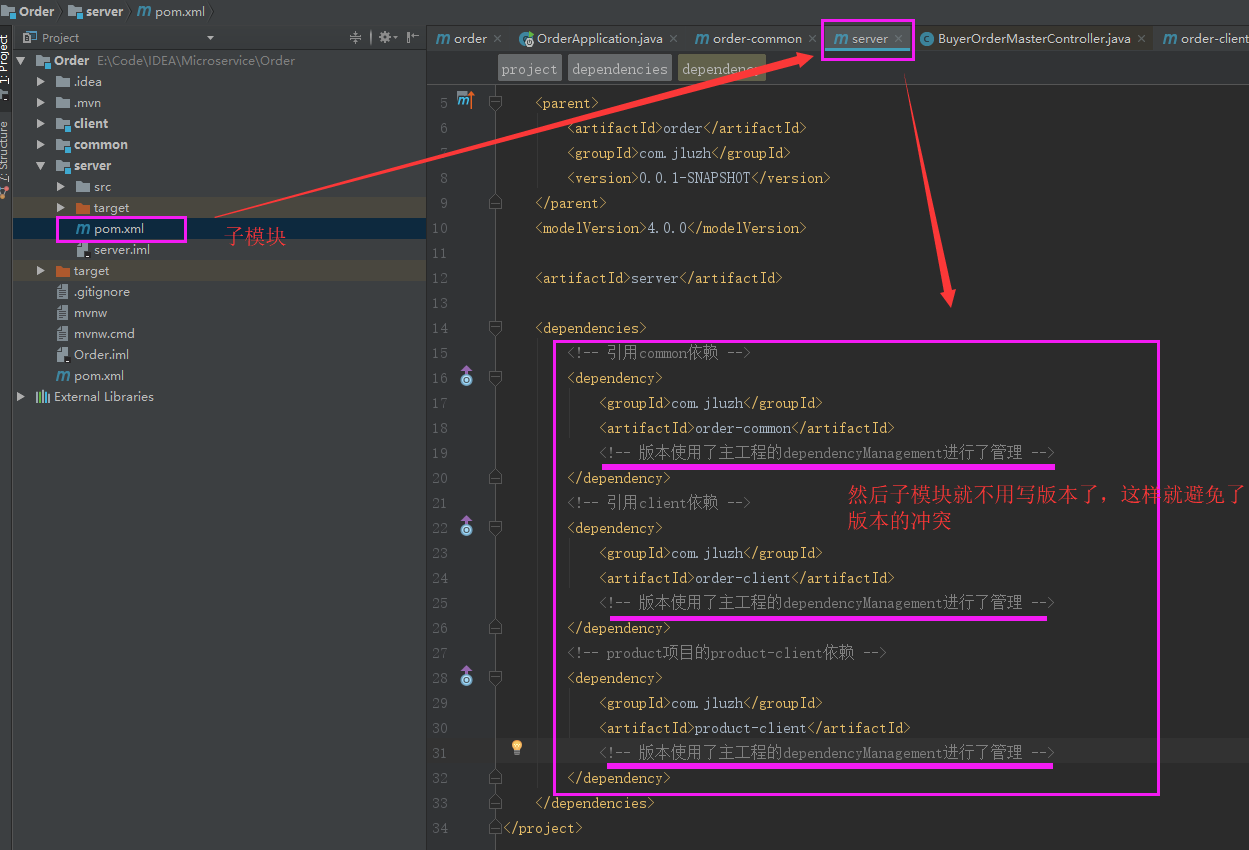 Order server pom.xml
Project
order OrderApplication.java order-common server BuyerOrderMasterController.java order-client
1: Project
7: Structure
Order E:\Code\IDEA\Microservice\Order
.idea
.mvn
client
common
server
src
target
pom.xml
server.iml
target
.gitignore
mvnw
mvnw.cmd
Order.iml
pom.xml
External Libraries
子模块
project dependencies dependency
5 <parent>
6 <artifactId>order</artifactId>
7 <groupId>com.jluzh</groupId>
8 <version>0.0.1-SNAPSHOT</version>
9 </parent>
10 <modelVersion>4.0.0</modelVersion>
11
12 <artifactId>server</artifactId>
13
14 <dependencies>
15 <!-- 引用common依赖 -->
16 <dependency>
17 <groupId>com.jluzh</groupId>
18 <artifactId>order-common</artifactId>
19 <!-- 版本使用了主工程的dependencyManagement进行了管理 -->
20 </dependency>
21 <!-- 引用client依赖 -->
22 <dependency>
23 <groupId>com.jluzh</groupId>
24 <artifactId>order-client</artifactId>
25 <!-- 版本使用了主工程的dependencyManagement进行了管理 -->
26 </dependency>
27 <!-- product项目的product-client依赖 -->
28 <dependency>
29 <groupId>com.jluzh</groupId>
30 <artifactId>product-client</artifactId>
31 <!-- 版本使用了主工程的dependencyManagement进行了管理 -->
32 </dependency>
33 </dependencies>
34 </project>
然后子模块就不用写版本了，这样就避免了
版本的冲突